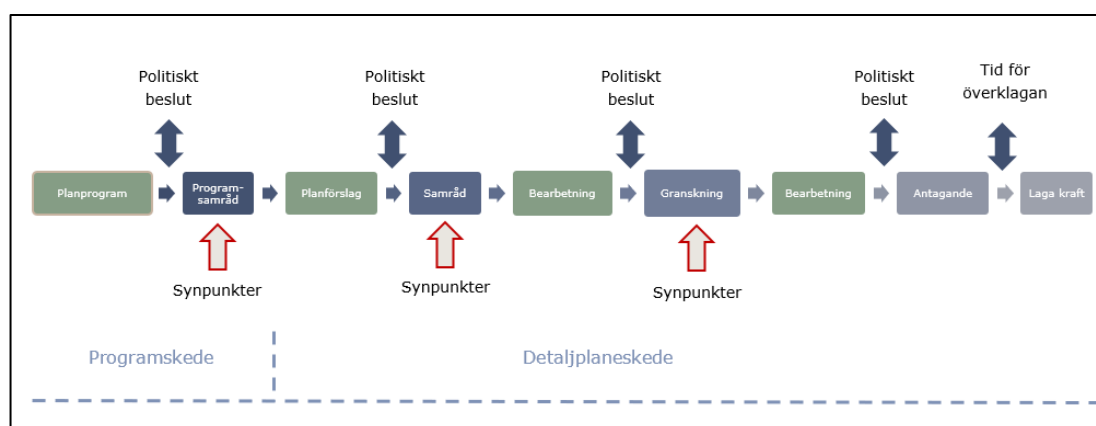 Politiskt
beslut
Politiskt
beslut
Politiskt
beslut
Politiskt
beslut
Tid för
överklagan
Planprogram
Program-
samråd
Planförslag
Samråd
Bearbetning
Granskning
Bearbetning
Antagande
Laga kraft
Synpunkter
Synpunkter
Synpunkter
Programskede
Detaljplaneskede